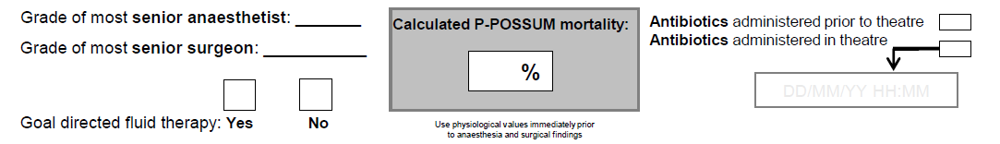 Grade of most senior anaesthetist: ________
Grade of most senior surgeon: ____________
Goal directed fluid therapy: Yes No
Calculated P-POSSUM mortality:
%
Use physiological values immediately prior
to anaesthesia and surgical findings
Antibiotics administered prior to theatre
Antibiotics administered in theatre
DD/MM/YY HH:MM